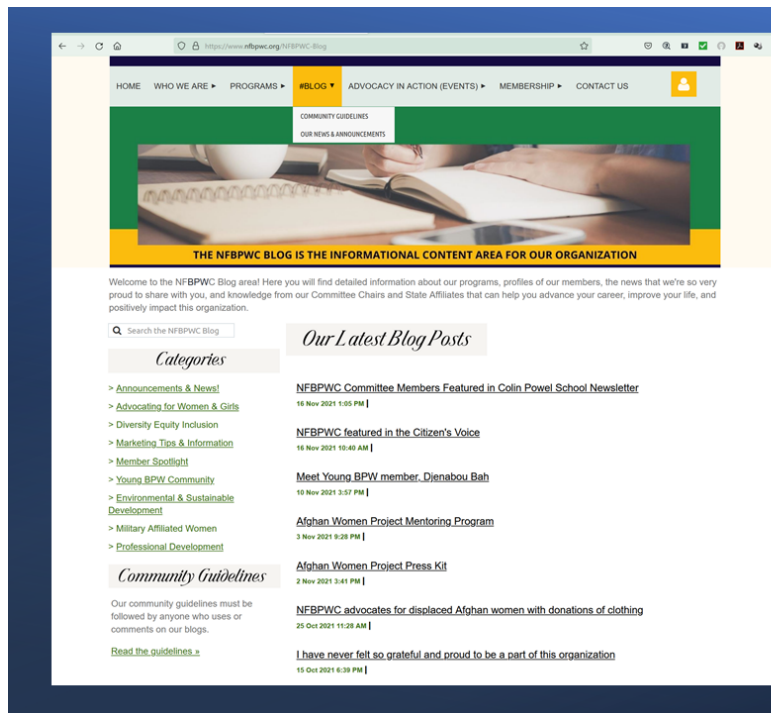 https://www.nfbpwc.org/NFBPWC-Blog
HOME WHO WE ARE ▸ PROGRAMS ▸ #BLOG ▾ ADVOCACY IN ACTION (EVENTS) ▸ MEMBERSHIP ▸ CONTACT US
COMMUNITY GUIDELINES
OUR NEWS & ANNOUNCEMENTS
THE NFBPWC BLOG IS THE INFORMATIONAL CONTENT AREA FOR OUR ORGANIZATION
Welcome to the NFBPWC Blog area! Here you will find detailed information about our programs, profiles of our members, the news that we're so very
proud to share with you, and knowledge from our Committee Chairs and State Affiliates that can help you advance your career, improve your life, and
positively impact this organization.
Search the NFBPWC Blog
Categories
> Announcements & News!
> Advocating for Women & Girls
> Diversity Equity Inclusion
> Marketing Tips & Information
> Member Spotlight
> Young BPW Community
> Environmental & Sustainable
Development
> Military Affiliated Women
> Professional Development
Community Guidelines
Our community guidelines must be
followed by anyone who uses or
comments on our blogs.
Read the guidelines »
Our Latest Blog Posts
NFBPWC Committee Members Featured in Colin Powel School Newsletter
16 Nov 2021 1:05 PM |
NFBPWC featured in the Citizen's Voice
16 Nov 2021 10:40 AM |
Meet Young BPW member, Djenabou Bah
10 Nov 2021 3:57 PM |
Afghan Women Project Mentoring Program
3 Nov 2021 9:28 PM |
Afghan Women Project Press Kit
2 Nov 2021 3:41 PM |
NFBPWC advocates for displaced Afghan women with donations of clothing
25 Oct 2021 11:28 AM |
I have never felt so grateful and proud to be a part of this organization
15 Oct 2021 6:39 PM |